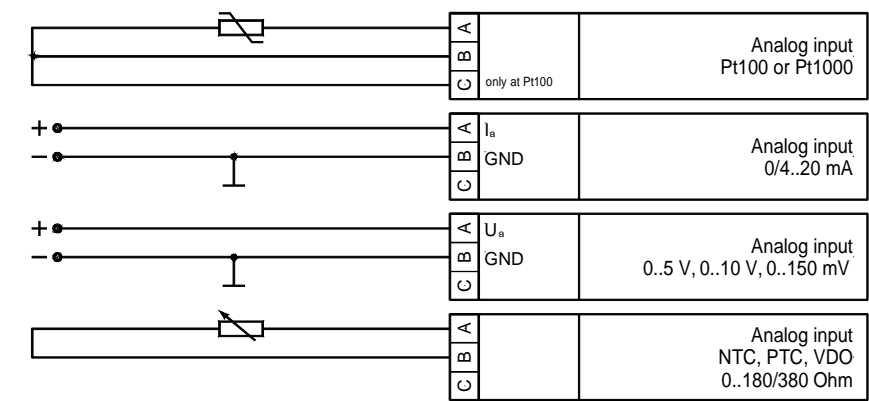 A
B
C only at Pt100
Analog input
Pt100 or Pt1000
+ A Iₐ
– B GND
C
Analog input
0/4..20 mA
+ A Uₐ
– B GND
C
Analog input
0..5 V, 0..10 V, 0..150 mV
A
B
C
Analog input
NTC, PTC, VDO
0..180/380 Ohm